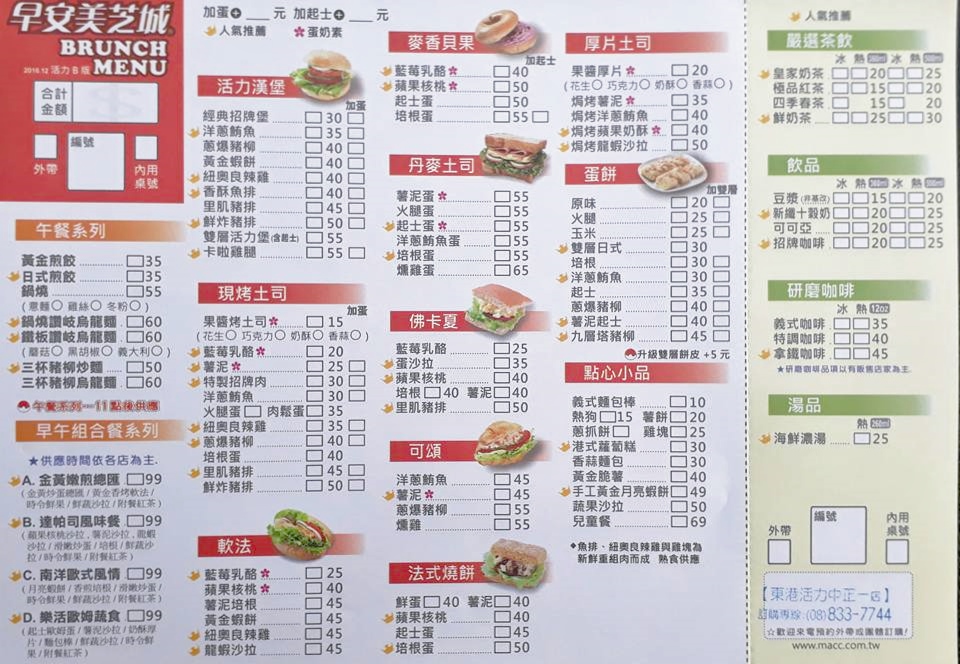 早安美芝城
BRUNCH
MENU
2016.12 活力B版
合計
金額
編號
外帶
內用
桌號
午餐系列
黃金煎餃 35
日式煎餃 35
鍋燒 55
(意麵○ 雞絲○ 冬粉○)
鍋燒讚岐烏龍麵 60
鐵板讚岐烏龍麵 60
(蘑菇○ 黑胡椒○ 義大利○)
三杯豬柳炒麵 50
三杯豬柳烏龍麵 60
午餐系列—11點後供應
早午組合餐系列
★供應時間依各店為主.
A. 金黃嫩煎總匯 99
(金黃炒蛋總匯/黃金香烤軟法/
時令鮮果/鮮蔬沙拉/附餐紅茶)
B. 達帕司風味餐 99
(蘋果核桃沙拉、薯泥沙拉、龍蝦
沙拉/滑嫩炒蛋/培根/鮮蔬沙
拉/時令鮮果/附餐紅茶)
C. 南洋歐式風情 99
(月亮蝦餅/香煎培根/滑嫩炒蛋/
時令鮮果/鮮蔬沙拉/附餐紅茶)
D. 樂活歐姆蔬食 99
(起士歐姆蛋/薯泥沙拉/奶酥厚
片/麵包棒/鮮蔬沙拉/時令鮮
果/附餐紅茶)
加蛋+ ___元 加起士+ ___元
人氣推薦 蛋奶素
活力漢堡
加蛋
經典招牌堡 30
洋蔥鮪魚 35
蔥爆豬柳 40
黃金蝦餅 40
紐奧良辣雞 40
香酥魚排 40
里肌豬排 45
鮮炸豬排 50
雙層活力堡(含起士) 55
卡啦雞腿 55
現烤土司
加蛋
果醬烤土司 15
(花生○ 巧克力○ 奶酥○ 香蒜○)
藍莓乳酪 20
薯泥 25
特製招牌肉 30
洋蔥鮪魚 30
火腿蛋 肉鬆蛋 35
紐奧良辣雞 35
蔥爆豬柳 40
培根 40
里肌豬排 45
鮮炸豬排 50
軟法
藍莓乳酪 25
蘋果核桃 40
薯泥培根 45
黃金蝦餅 45
紐奧良辣雞 45
龍蝦沙拉 45
麥香貝果
加起士
藍莓乳酪 40
蘋果核桃 50
起士蛋 50
培根蛋 55
丹麥土司
薯泥蛋 55
火腿蛋 55
起士蛋 55
洋蔥鮪魚蛋 55
培根蛋 55
燻雞蛋 65
佛卡夏
藍莓乳酪 35
蛋沙拉 35
蘋果核桃 40
培根 40 薯泥 40
里肌豬排 50
可頌
洋蔥鮪魚 45
薯泥 45
蔥爆豬柳 55
燻雞 55
法式燒餅
鮮蛋 40 薯泥 40
蘋果核桃 40
起士蛋 45
培根蛋 50
厚片土司
果醬厚片 20
(花生○ 巧克力○ 奶酥○ 香蒜○)
焗烤薯泥 35
焗烤洋蔥鮪魚 40
焗烤蘋果奶酥 40
焗烤龍蝦沙拉 50
蛋餅
加雙層
原味 20
火腿 25
玉米 25
雙層日式 30
培根 30
洋蔥鮪魚 30
起士 35
蔥爆豬柳 40
薯泥起士 40
九層塔豬柳 40
升級雙層餅皮 +5 元
點心小品
義式麵包棒 10
熱狗 15 薯餅 20
蔥抓餅 雞塊 25
港式蘿蔔糕 30
香蒜麵包 30
黃金脆薯 40
手工黃金月亮蝦餅 49
蔬果沙拉 50
兒童餐 69
◆魚排、紐奧良辣雞與雞塊為
新鮮重組肉而成 熟食供應
人氣推薦
嚴選茶飲
冰 熱 冰 熱
皇家奶茶 20 25
極品紅茶 15 20
四季春茶 15 20
鮮奶茶 25 30
飲品
冰 熱 冰 熱
豆漿(非基改) 15 20
新纖十穀奶 20 25
可可亞 20 25
招牌咖啡 20 25
研磨咖啡
冰 熱 12oz
義式咖啡 35
特調咖啡 40
拿鐵咖啡 45
★研磨咖啡品項以有販售店家為主.
湯品
熱
海鮮濃湯 25
外帶
編號
內用
桌號
【東港活力中正一店】
訂購專線:(08)833-7744
☆歡迎來電預約外帶或團體訂購!
www.macc.com.tw